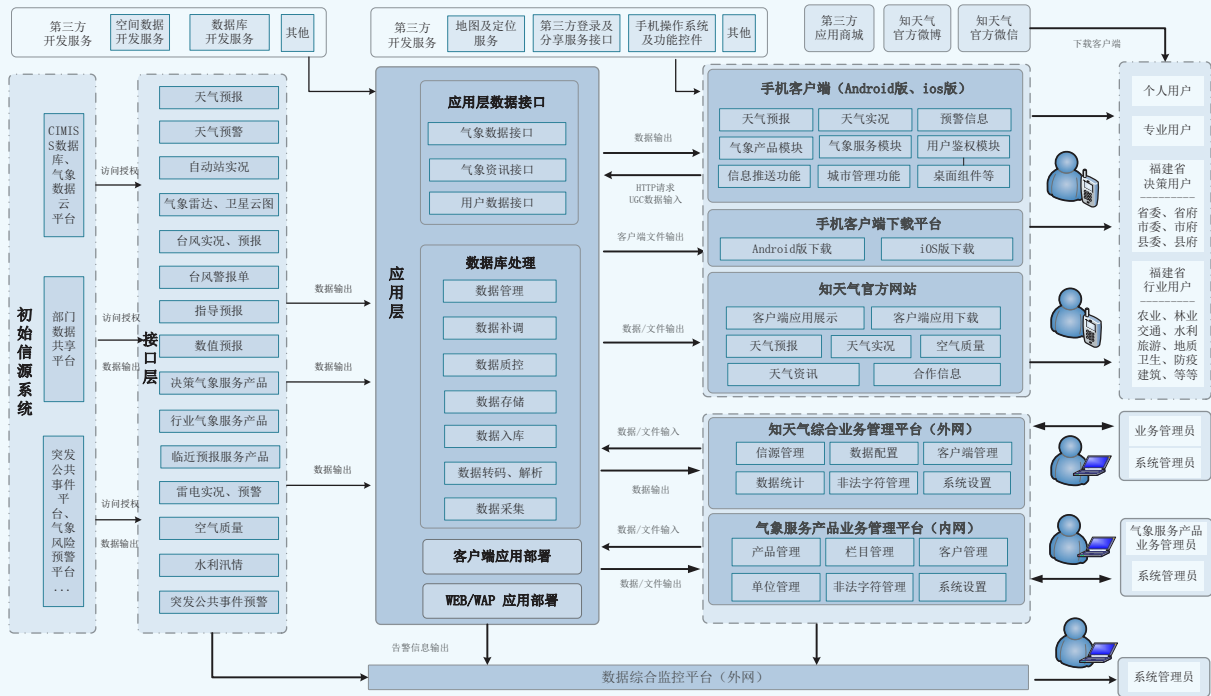 第三方
开发服务
空间数据
开发服务
数据库
开发服务
其他
第三方
开发服务
地图及定位
服务
第三方登录及
分享服务接口
手机操作系统
及功能控件
其他
第三方
应用商城
知天气
官方微博
知天气
官方微信
下载客户端
初始信源系统
CIMIS
S数据
库、
气象
数据
云
平台
部门
数据
共享
平台
突发
公共
事件
平
台、
气象
风险
预警
平台
...
访问授权
访问授权
数据输出
访问授权
数据输出
接口层
天气预报
天气预警
自动站实况
气象雷达、卫星云图
台风实况、预报
台风警报单
指导预报
数值预报
决策气象服务产品
行业气象服务产品
临近预报服务产品
雷电实况、预警
空气质量
水利汛情
突发公共事件预警
数据输出
数据输出
数据输出
应用层
应用层数据接口
气象数据接口
气象资讯接口
用户数据接口
数据库处理
数据管理
数据补调
数据质控
数据存储
数据入库
数据转码、解析
数据采集
客户端应用部署
WEB/WAP 应用部署
数据输出
HTTP请求
UGC数据输入
客户端文件输出
数据/文件输出
数据/文件输入
数据输出
数据/文件输入
数据/文件输出
手机客户端（Android版、ios版）
天气预报
天气实况
预警信息
气象产品模块
气象服务模块
用户鉴权模块
信息推送功能
城市管理功能
桌面组件等
手机客户端下载平台
Android版下载
iOS版下载
知天气官方网站
客户端应用展示
客户端应用下载
天气预报
天气实况
空气质量
天气资讯
合作信息
知天气综合业务管理平台（外网）
信源管理
数据配置
客户端管理
数据统计
非法字符管理
系统设置
气象服务产品业务管理平台（内网）
产品管理
栏目管理
客户管理
单位管理
非法字符管理
系统设置
个人用户
专业用户
福建省
决策用户
---------
省委、省府
市委、市府
县委、县府
福建省
行业用户
---------
农业、林业
交通、水利
旅游、地质
卫生、防疫
建筑、等等
业务管理员
系统管理员
气象服务产品
业务管理员
系统管理员
告警信息输出
数据综合监控平台（外网）
系统管理员